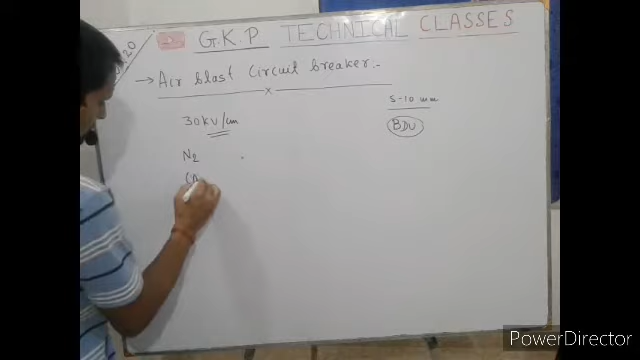 G.K.P TECHNICAL CLASSES
→ Air blast Circuit breaker:-
x
5-10 mm
30KV/cm
BDV
N2
PowerDirector